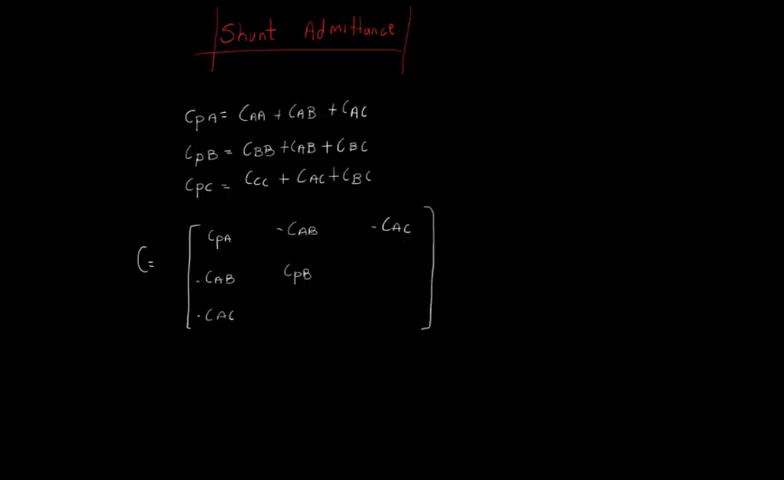 Shunt Admittance
CpA = CAA + CAB + CAC
CpB = CBB + CAB + CBC
CpC = CCC + CAC + CBC
CpA -CAB -CAC
C=
-CAB CpB
-CAC